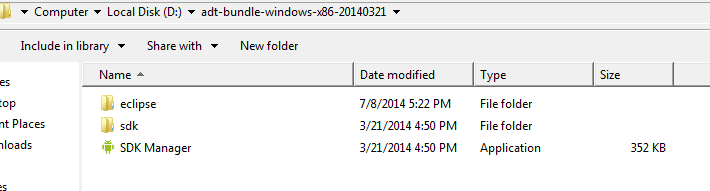 Computer Local Disk (D:) adt-bundle-windows-x86-20140321
Include in library Share with New folder
Name Date modified Type Size
eclipse 7/8/2014 5:22 PM File folder
sdk 3/21/2014 4:50 PM File folder
SDK Manager 3/21/2014 4:50 PM Application 352 KB
es
top
nt Places
nloads
es